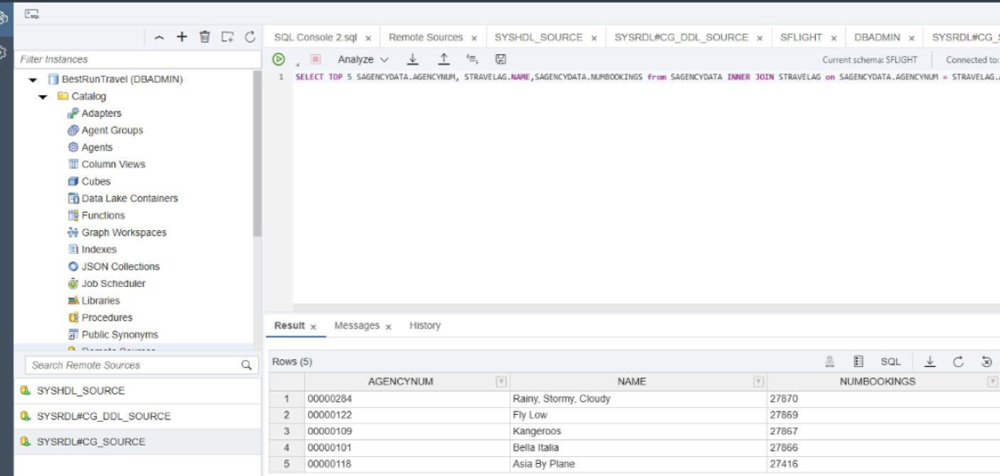 SQL
SQL Console 2.sql x Remote Sources x SYSHDL_SOURCE x SYSRDL#CG_DDL_SOURCE x SFLIGHT x DBADMIN x SYSRDL#CG_S
Filter Instances
Analyze
Current schema: SFLIGHT Connected to:
1 SELECT TOP 5 SAGENCYDATA.AGENCYNUM, STRAVELAG.NAME,SAGENCYDATA.NUMBOOKINGS from SAGENCYDATA INNER JOIN STRAVELAG on SAGENCYDATA.AGENCYNUM = STRAVELAG.
BestRunTravel (DBADMIN)
Catalog
Adapters
Agent Groups
Agents
Column Views
Cubes
Data Lake Containers
Functions
Graph Workspaces
Indexes
JSON Collections
Job Scheduler
Libraries
Procedures
Public Synonyms
Remote Sources
Search Remote Sources
SYSHDL_SOURCE
SYSRDL#CG_DDL_SOURCE
SYSRDL#CG_SOURCE
Result x Messages x History
Rows (5)
SQL
AGENCYNUM NAME NUMBOOKINGS
1 00000284 Rainy, Stormy, Cloudy 27870
2 00000122 Fly Low 27869
3 00000109 Kangeroos 27867
4 00000101 Bella Italia 27866
5 00000118 Asia By Plane 27416